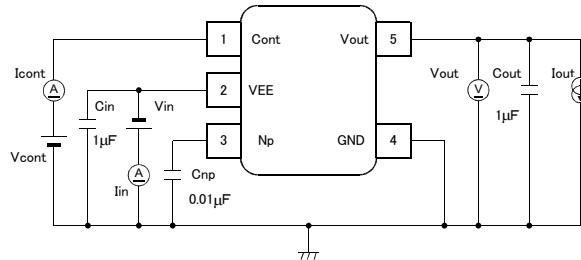 1 Cont Vout 5
Icont
A
Cin Vin
2 VEE
Vout Cout Iout
V
1μF
1μF
Vcont
A
Iin
3 Np GND 4
Cnp
0.01μF